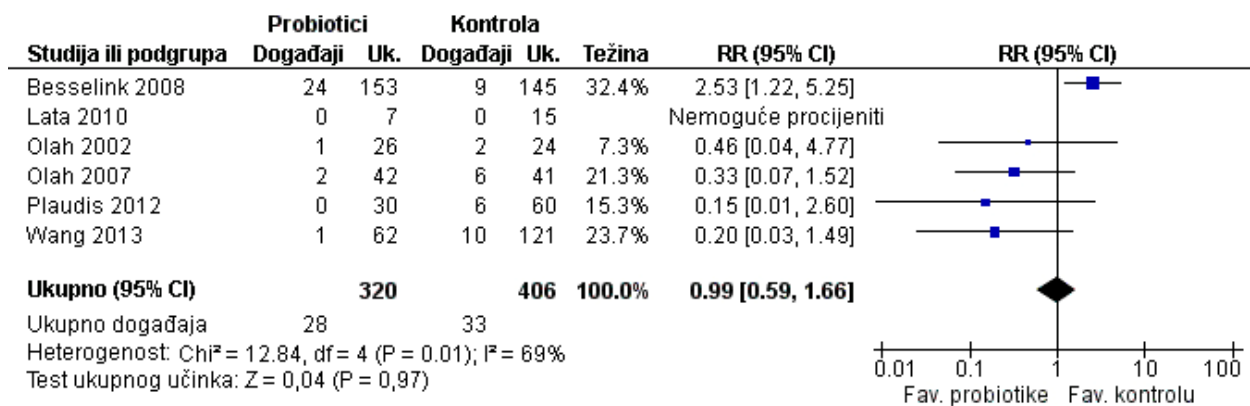 Probiotici Kontrola
Studija ili podgrupa Događaji Uk. Događaji Uk. Težina RR (95% CI) RR (95% CI)
Besselink 2008 24 153 9 145 32.4% 2.53 [1.22, 5.25]
Lata 2010 0 7 0 15 Nemoguće procijeniti
Olah 2002 1 26 2 24 7.3% 0.46 [0.04, 4.77]
Olah 2007 2 42 6 41 21.3% 0.33 [0.07, 1.52]
Plaudis 2012 0 30 6 60 15.3% 0.15 [0.01, 2.60]
Wang 2013 1 62 10 121 23.7% 0.20 [0.03, 1.49]
Ukupno (95% CI) 320 406 100.0% 0.99 [0.59, 1.66]
Ukupno događaja 28 33
Heterogenost: Chi² = 12.84, df = 4 (P = 0.01); I² = 69%
Test ukupnog učinka: Z = 0,04 (P = 0,97)
0.01 0.1 1 10 100
Fav. probiotike Fav. kontrolu